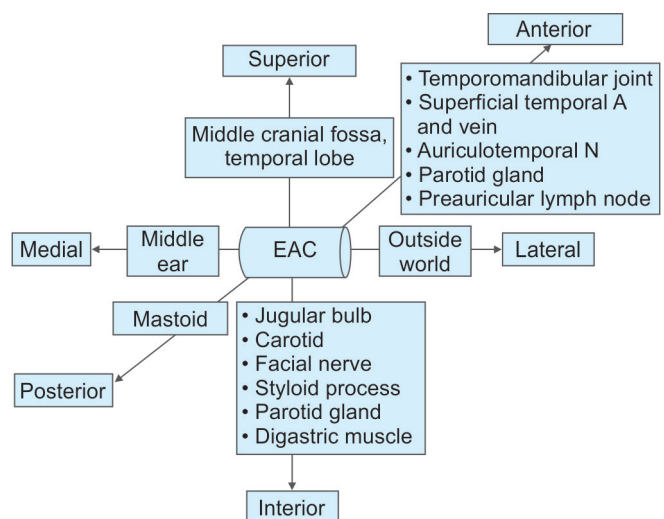 Anterior
Superior
• Temporomandibular joint
• Superficial temporal A
and vein
• Auriculotemporal N
• Parotid gland
• Preauricular lymph node
Middle cranial fossa,
temporal lobe
Medial
Middle
ear
EAC
Outside
world
Lateral
Mastoid
Posterior
• Jugular bulb
• Carotid
• Facial nerve
• Styloid process
• Parotid gland
• Digastric muscle
Interior